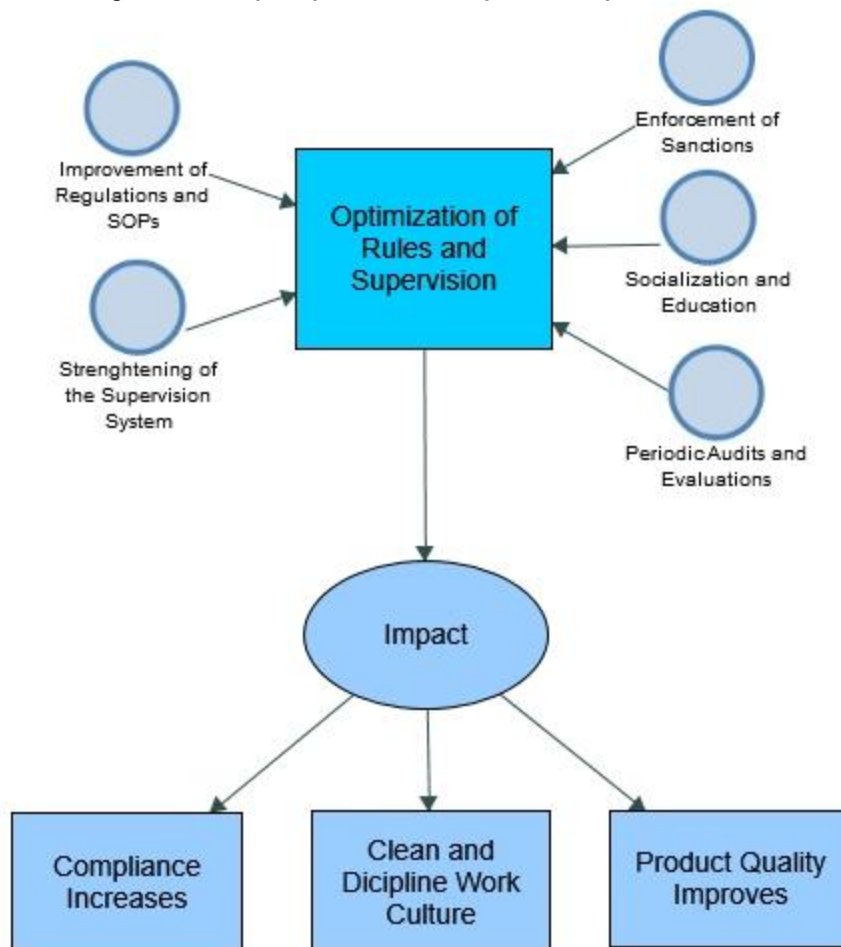 Improvement of
Regulations and
SOPs
Strenghtening of
the Supervision
System
Optimization of
Rules and
Supervision
Enforcement of
Sanctions
Socialization and
Education
Periodic Audits and
Evaluations
Impact
Compliance
Increases
Clean and
Dicipline Work
Culture
Product Quality
Improves